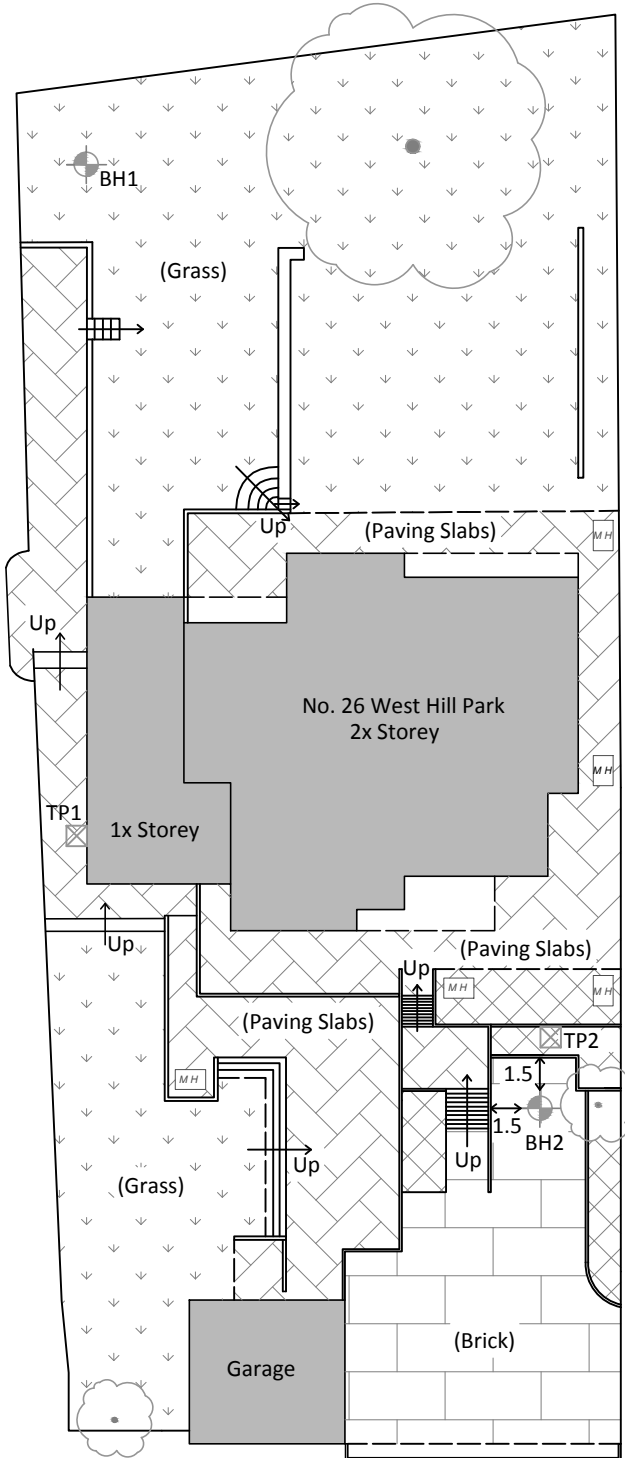 BH1
(Grass)
Up
(Paving Slabs)
MH
Up
No. 26 West Hill Park
2x Storey
MH
TP1
1x Storey
Up
(Paving Slabs)
Up
MH
MH
(Paving Slabs)
TP2
1.5
MH
1.5
BH2
Up
Up
(Grass)
(Brick)
Garage